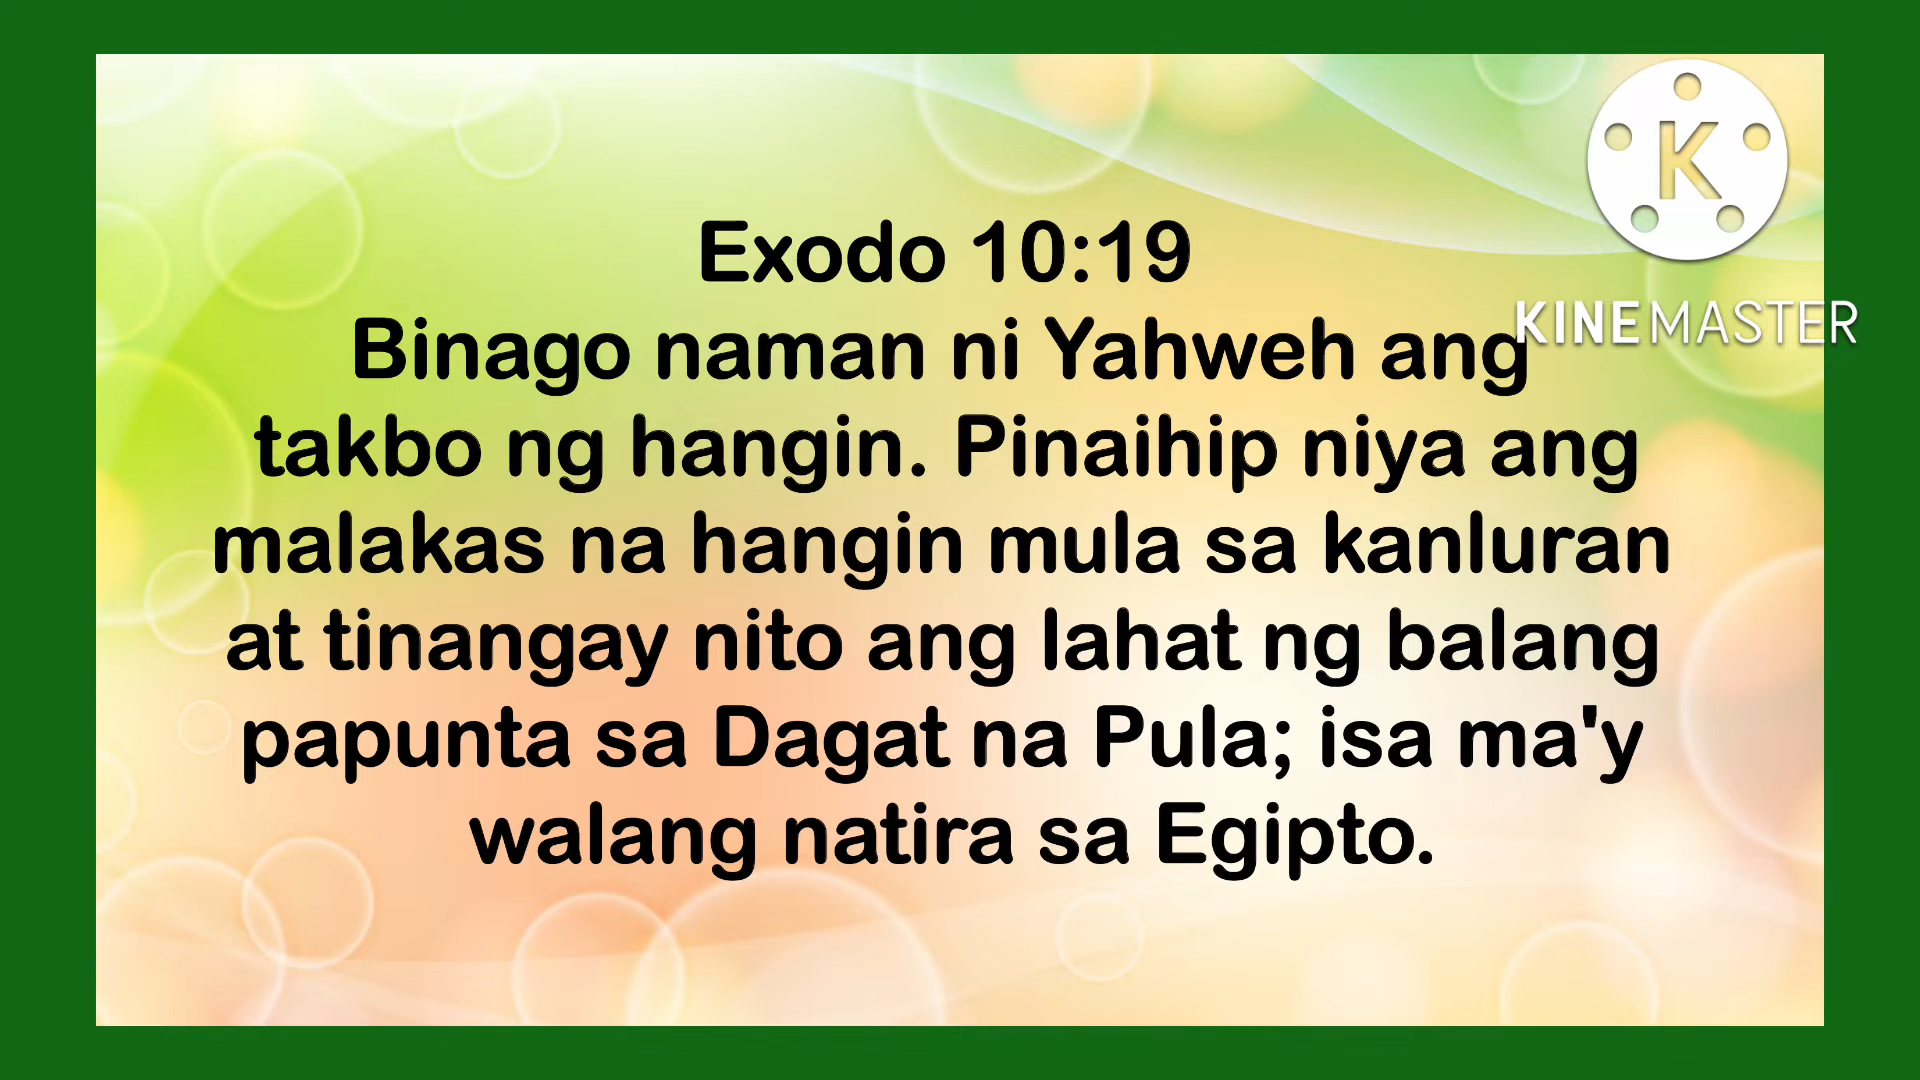 Exodo 10:19
Binago naman ni Yahweh ang
takbo ng hangin. Pinaihip niya ang
malakas na hangin mula sa kanluran
at tinangay nito ang lahat ng balang
papunta sa Dagat na Pula; isa ma'y
walang natira sa Egipto.
K
KINEMASTER